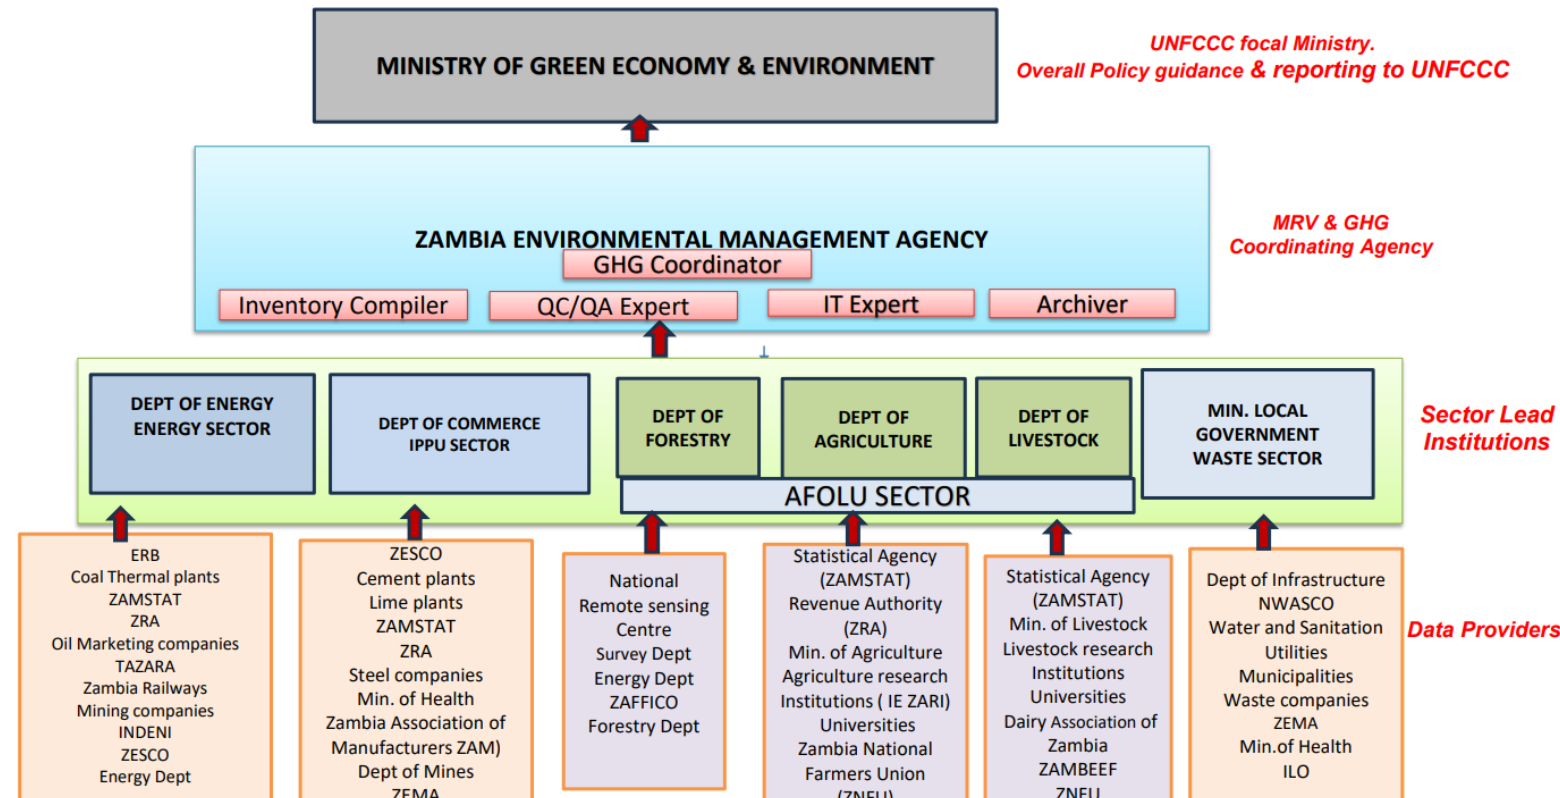 MINISTRY OF GREEN ECONOMY & ENVIRONMENT
UNFCCC focal Ministry.
Overall Policy guidance & reporting to UNFCCC
ZAMBIA ENVIRONMENTAL MANAGEMENT AGENCY
GHG Coordinator
Inventory Compiler
QC/QA Expert
IT Expert
Archiver
MRV & GHG
Coordinating Agency
DEPT OF ENERGY
ENERGY SECTOR
DEPT OF COMMERCE
IPPU SECTOR
DEPT OF
FORESTRY
DEPT OF
AGRICULTURE
DEPT OF
LIVESTOCK
AFOLU SECTOR
MIN. LOCAL
GOVERNMENT
WASTE SECTOR
Sector Lead
Institutions
ERB
Coal Thermal plants
ZAMSTAT
ZRA
Oil Marketing companies
TAZARA
Zambia Railways
Mining companies
INDENI
ZESCO
Energy Dept
ZESCO
Cement plants
Lime plants
ZAMSTAT
ZRA
Steel companies
Min. of Health
Zambia Association of
Manufacturers ZAM)
Dept of Mines
ZEMA
National
Remote sensing
Centre
Survey Dept
Energy Dept
ZAFFICO
Forestry Dept
Statistical Agency
(ZAMSTAT)
Revenue Authority
(ZRA)
Min. of Agriculture
Agriculture research
Institutions ( IE ZARI)
Universities
Zambia National
Farmers Union
(ZNFU)
Statistical Agency
(ZAMSTAT)
Min. of Livestock
Livestock research
Institutions
Universities
Dairy Association of
Zambia
ZAMBEEF
ZNFU
Dept of Infrastructure
NWASCO
Water and Sanitation
Utilities
Municipalities
Waste companies
ZEMA
Min.of Health
ILO
Data Providers